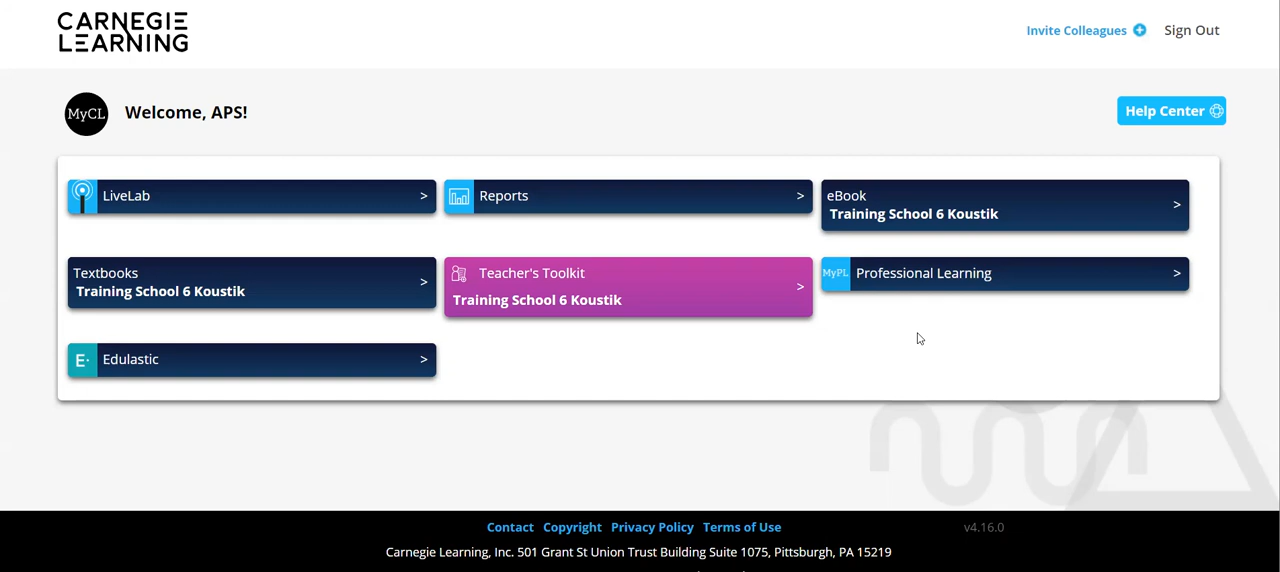 CARNEGIE
LEARNING
Invite Colleagues
Sign Out
MyCL
Welcome, APS!
Help Center
LiveLab >
Reports >
eBook
Training School 6 Koustik >
Textbooks
Training School 6 Koustik >
Teacher's Toolkit
Training School 6 Koustik >
MyPL Professional Learning >
E· Edulastic >
Contact Copyright Privacy Policy Terms of Use
v4.16.0
Carnegie Learning, Inc. 501 Grant St Union Trust Building Suite 1075, Pittsburgh, PA 15219